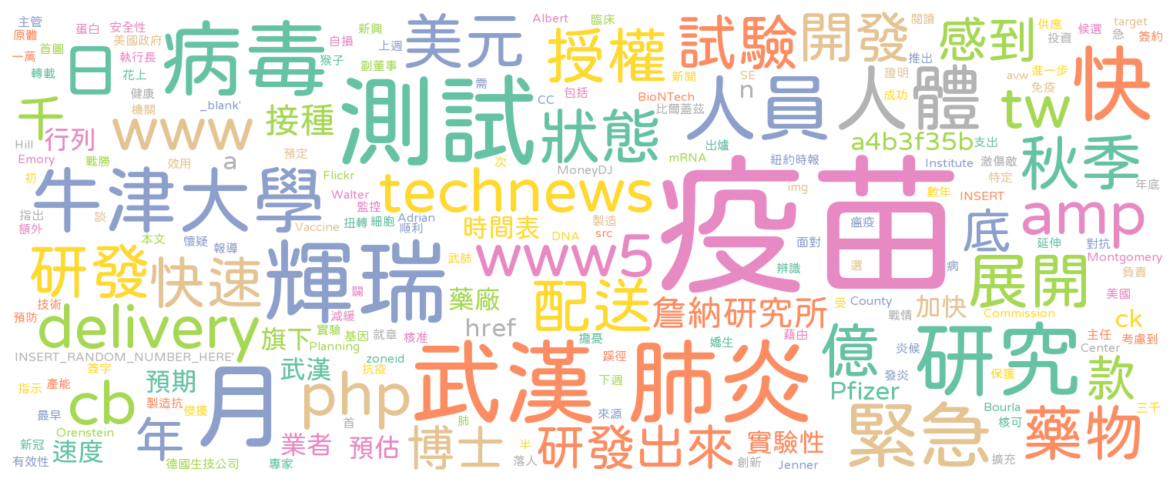 主管
原體
一萬
首圖
轉載
蛋白
安全性
美國政府
執行長
花上
日
病毒
自損
新興
猴子
上週
副董事
美元
Albert
臨床
授權
需
新聞
包括
試驗
SE
n
開發
推出
證明
成功
感到
緊
閱讀
供應
投資
target
候選
急
簽約
avw
進一步
免疫
快
千
行列
健康
機關
_blank'
www
接種
a
測試
CC
狀態
BioNTech
比爾蓋茲
人員
人體
tw
a4b3f35b
支出
秋季
Hill
Emory
戰勝
初
效用
預定
Flickr
次
MoneyDJ
mRNA
出爐
紐約時報
Institute
潵傷敵
特定
年底
牛津大學
指出
額外
談
Walter
監控
technews
img
數年
INSERT
amp
Vaccine
扭轉
細胞
Adrian
順利
時間表
製造
src
DNA
疫苗
面對
瘟疫
底
延伸
對抗
本文
懷疑
報導
研發
快速
輝瑞
武肺
www5
辨識
選
病
展開
Montgomery
負責
技術
預防
delivery
減緩
藥廠
配送
詹納研究所
受
County
戰情
加快
美國
旗下
實驗
基因
就章
核准
href
擔憂
嬌生
藉由
億
Commission
ck
主任
考慮到
INSERT_RANDOM_NUMBER_HERE'
Planning
zoneid
蹊徑
炎候
研究
Center
簽字
指示
產能
預期
武漢
抗疫
武漢
肺炎
下週
發炎
Pfizer
保護
款
cb
製造抗
侵擾
月
php
來源
三千
最早
年
首
肺
Bourla
核可
Orenstein
新冠
有效性
速度
業者
預估
博士
半
落人
研發出來
實驗性
緊急
藥物
德國生技公司
專家
創新
Jenner
擴充